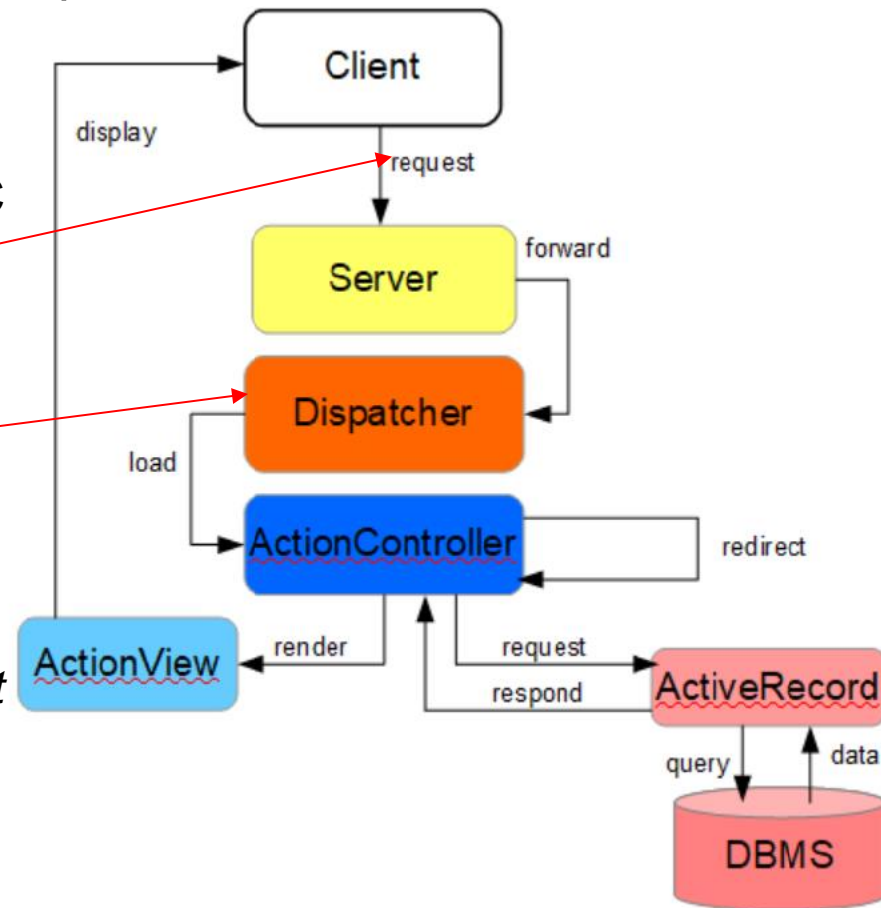 Client
display
request
forward
Server
Dispatcher
load
ActionController
redirect
ActionView
render
request
t
respond
ActiveRecord
query
data
DBMS